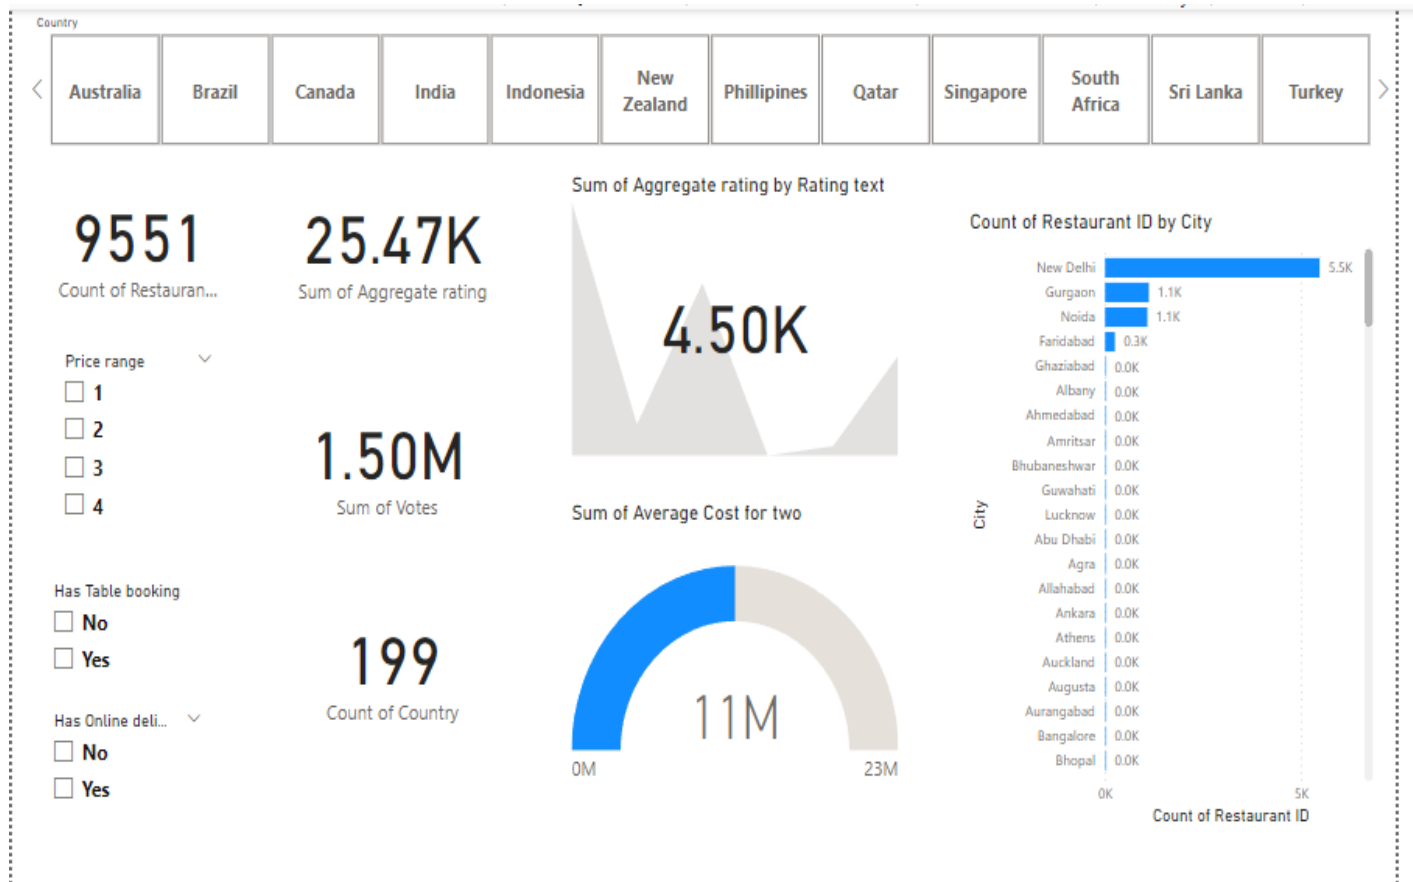 Country
Australia
Brazil
Canada
India
Indonesia
New
Zealand
Phillipines
Qatar
Singapore
South
Africa
Sri Lanka
Turkey
9551
Count of Restauran...
25.47K
Sum of Aggregate rating
Price range
1
2
3
4
1.50M
Sum of Votes
Has Table booking
No
Yes
199
Count of Country
Has Online deli...
No
Yes
Sum of Aggregate rating by Rating text
4.50K
Sum of Average Cost for two
11M
0M
23M
Count of Restaurant ID by City
City
New Delhi 5.5K
Gurgaon 1.1K
Noida 1.1K
Faridabad 0.3K
Ghaziabad 0.0K
Albany 0.0K
Ahmedabad 0.0K
Amritsar 0.0K
Bhubaneshwar 0.0K
Guwahati 0.0K
Lucknow 0.0K
Abu Dhabi 0.0K
Agra 0.0K
Allahabad 0.0K
Ankara 0.0K
Athens 0.0K
Auckland 0.0K
Augusta 0.0K
Aurangabad 0.0K
Bangalore 0.0K
Bhopal 0.0K
0K 5K
Count of Restaurant ID